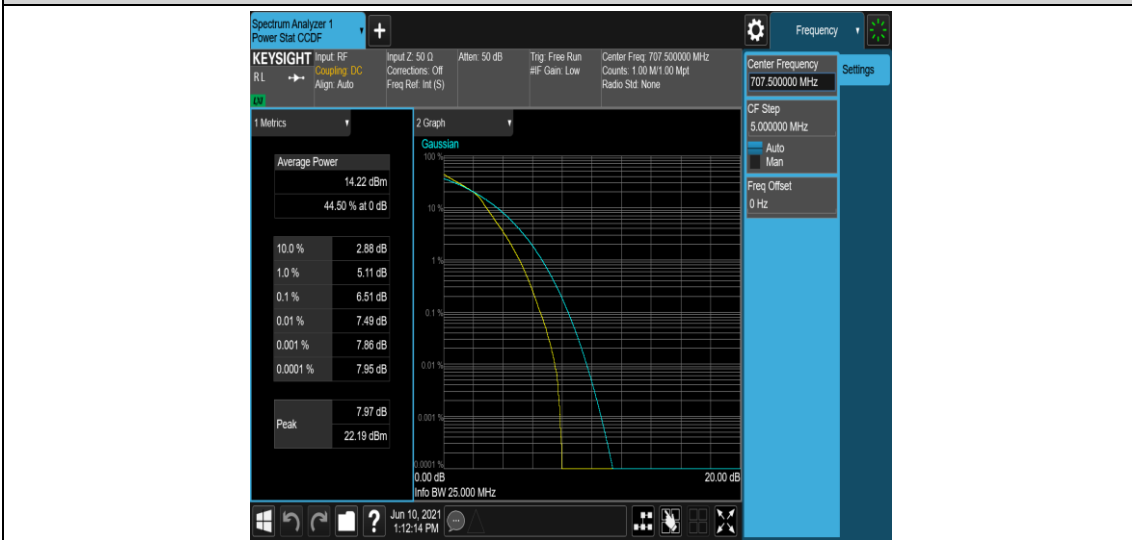 Spectrum Analyzer 1
Power Stat CCDF
+
Frequency
KEYSIGHT
RL
LXI
Input: RF
Coupling: DC
Align: Auto
Input Z: 50 Ω
Corrections: Off
Freq Ref: Int (S)
Atten: 50 dB
Trig: Free Run
#IF Gain: Low
Center Freq: 707.500000 MHz
Counts: 1.00 M/1.00 Mpt
Radio Std: None
Center Frequency
707.500000 MHz
Settings
CF Step
5.000000 MHz
Auto
Man
Freq Offset
0 Hz
1 Metrics
Average Power
14.22 dBm
44.50 % at 0 dB
10.0 % 2.88 dB
1.0 % 5.11 dB
0.1 % 6.51 dB
0.01 % 7.49 dB
0.001 % 7.86 dB
0.0001 % 7.95 dB
Peak
7.97 dB
22.19 dBm
2 Graph
Gaussian
100 %
10 %
1 %
0.1 %
0.01 %
0.001 %
0.0001 %
0.00 dB 20.00 dB
Info BW 25.000 MHz
?
Jun 10, 2021
1:12:14 PM